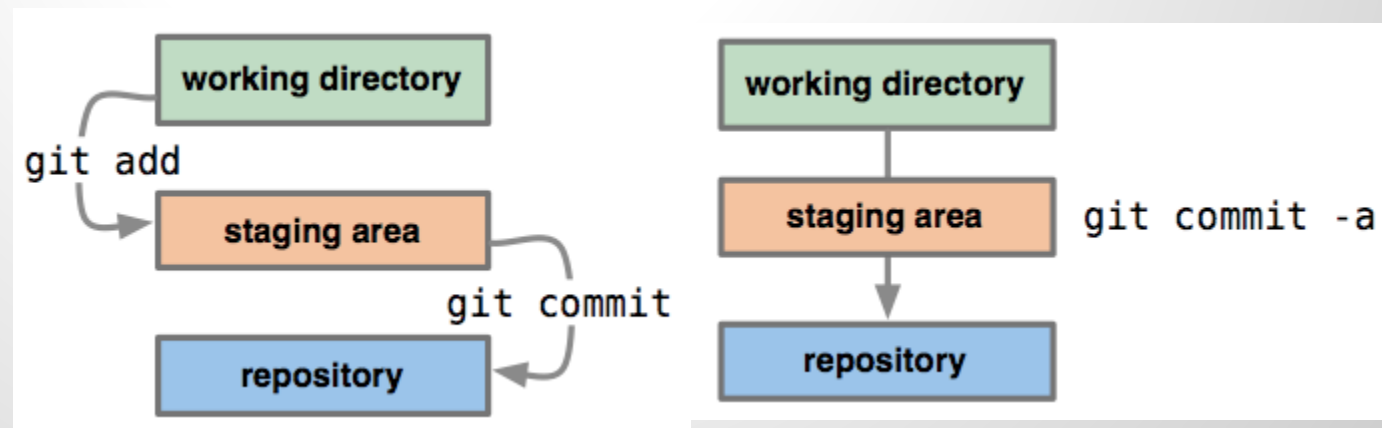 working directory
git add
staging area
git commit
repository
working directory
staging area
git commit -a
repository